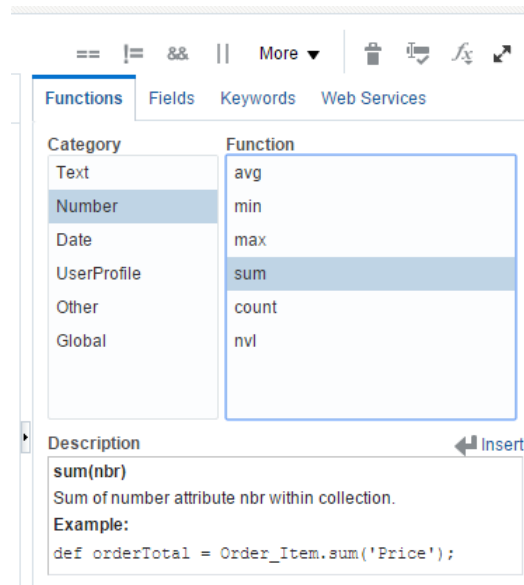 == != && || More
Functions Fields Keywords Web Services
Category Function
Text avg
Number min
Date max
UserProfile sum
Other count
Global nvl
Description Insert
sum(nbr)
Sum of number attribute nbr within collection.
Example:
def orderTotal = Order_Item.sum('Price');